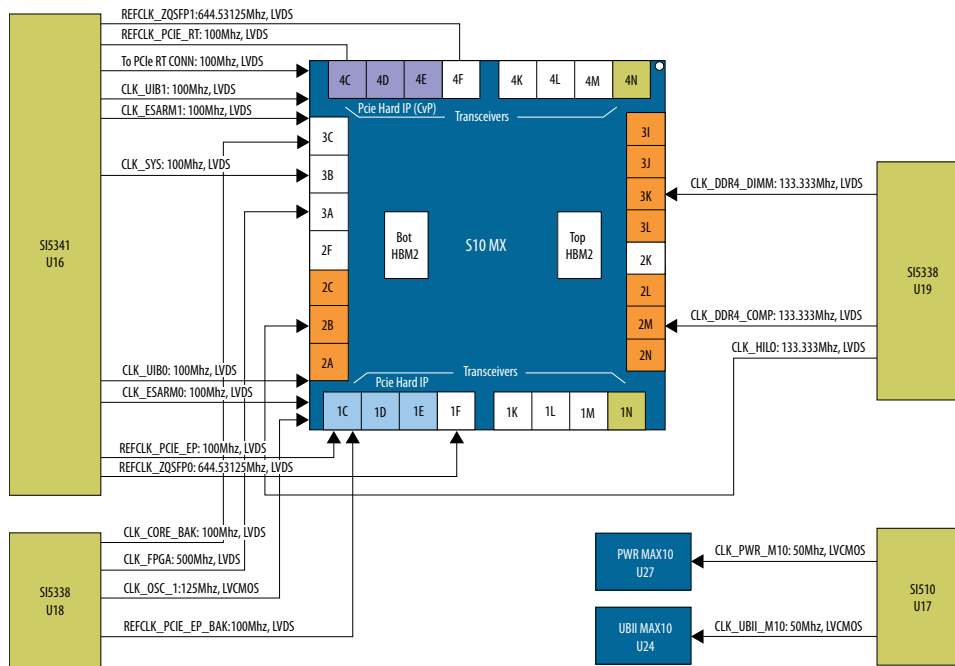 REFCLK_ZQSFP1:644.53125Mhz, LVDS
REFCLK_PCIE_RT: 100Mhz, LVDS
To PCIe RT CONN: 100Mhz, LVDS
CLK_UIB1: 100Mhz, LVDS
CLK_ESARM1: 100Mhz, LVDS
CLK_SYS: 100Mhz, LVDS
SI5341
U16
CLK_UIB0: 100Mhz, LVDS
CLK_ESARM0: 100Mhz, LVDS
REFCLK_PCIE_EP: 100Mhz, LVDS
REFCLK_ZQSFP0: 644.53125Mhz, LVDS
4C
4D
4E
4F
4K
4L
4M
4N
Pcie Hard IP (CvP)
Transceivers
3C
3B
3A
2F
2C
2B
2A
Bot
HBM2
S10 MX
Top
HBM2
3I
3J
3K
3L
2K
2L
2M
2N
Pcie Hard IP
Transceivers
1C
1D
1E
1F
1K
1L
1M
1N
CLK_DDR4_DIMM: 133.333Mhz, LVDS
CLK_DDR4_COMP: 133.333Mhz, LVDS
CLK_HILO: 133.333Mhz, LVDS
SI5338
U19
CLK_CORE_BAK: 100Mhz, LVDS
CLK_FPGA: 500Mhz, LVDS
CLK_OSC_1:125Mhz, LVCMOS
REFCLK_PCIE_EP_BAK:100Mhz, LVDS
SI5338
U18
PWR MAX10
U27
UBII MAX10
U24
CLK_PWR_M10: 50Mhz, LVCMOS
CLK_UBII_M10: 50Mhz, LVCMOS
SI510
U17